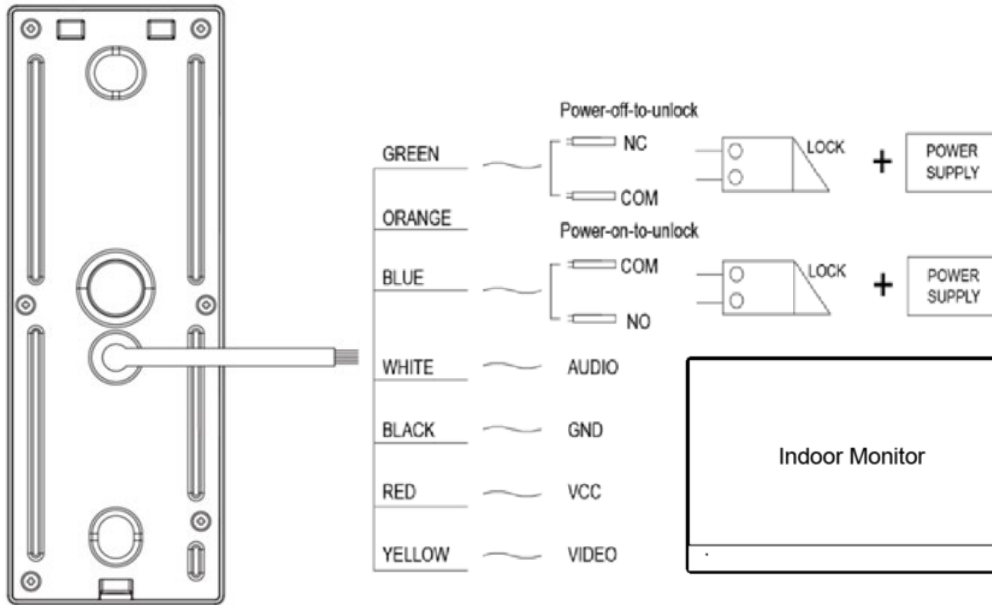 Power-off-to-unlock
GREEN
NC
LOCK
+
POWER
SUPPLY
COM
ORANGE
Power-on-to-unlock
BLUE
COM
LOCK
+
POWER
SUPPLY
NO
WHITE
AUDIO
BLACK
GND
Indoor Monitor
RED
VCC
YELLOW
VIDEO